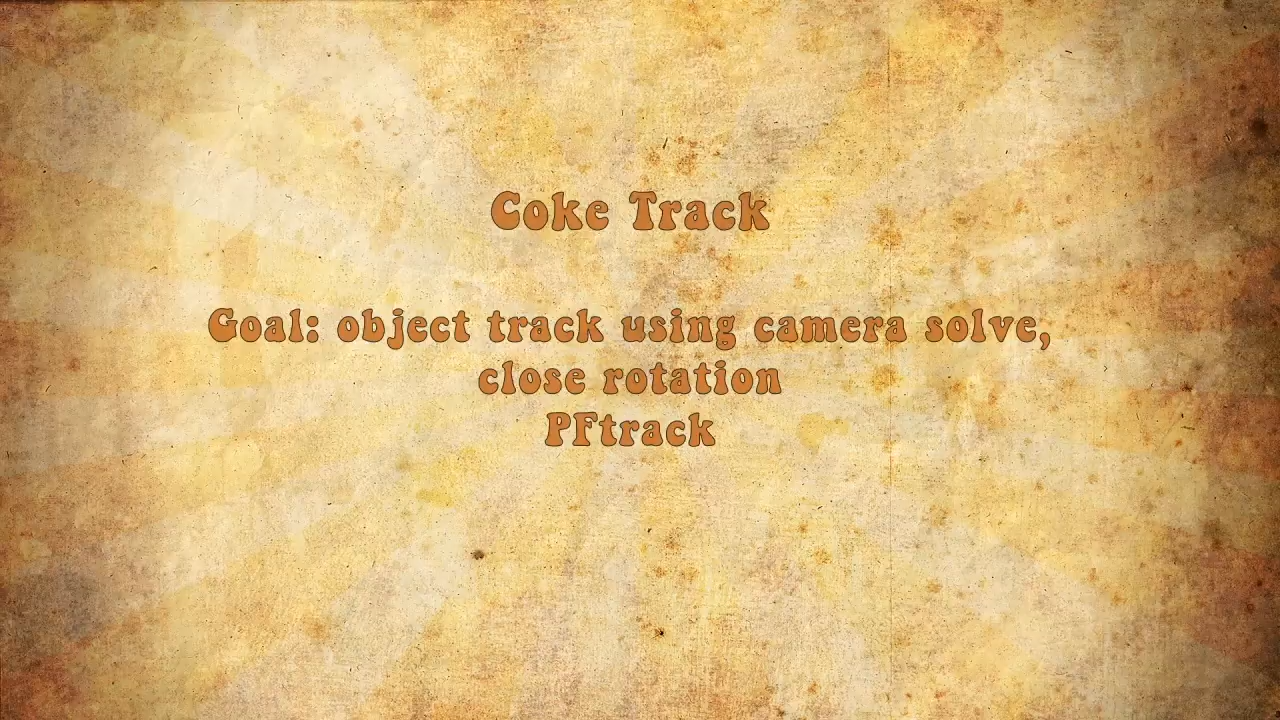 Coke Track
Goal: object track using camera solve,
close rotation
PFtrack